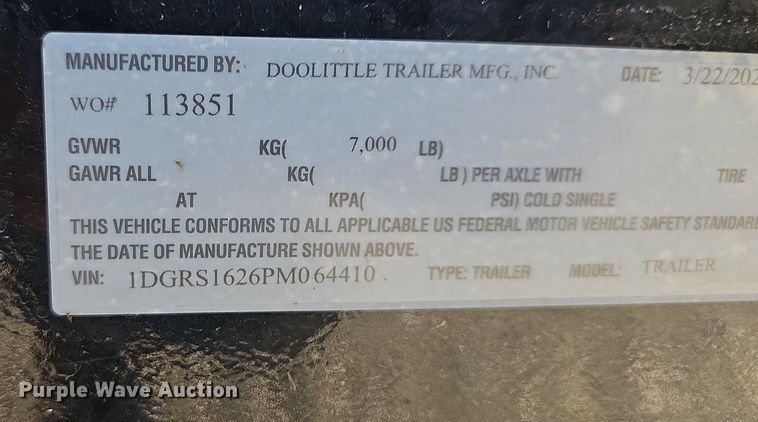 MANUFACTURED BY: DOOLITTLE TRAILER MFG., INC. DATE: 3/22/202
WO# 113851
GVWR KG( 7,000 LB)
GAWR ALL KG( LB) PER AXLE WITH TIRE
AT KPA( PSI) COLD SINGLE
THIS VEHICLE CONFORMS TO ALL APPLICABLE US FEDERAL MOTOR VEHICLE SAFETY STANDARD
THE DATE OF MANUFACTURE SHOWN ABOVE.
VIN: 1DGRS1626PM064410 . TYPE: TRAILER MODEL: TRAILER
Purple Wave Auction